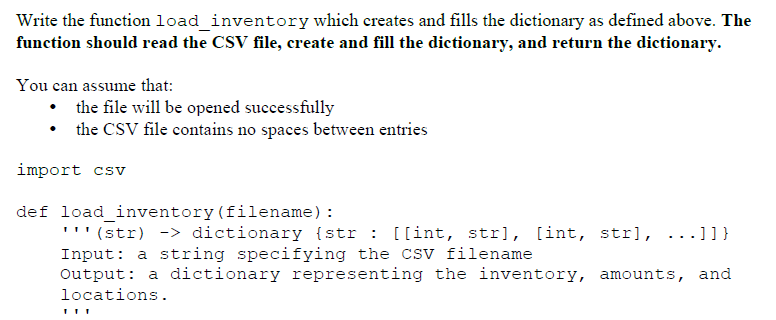 Write the function load_inventory which creates and fills the dictionary as defined above. The
function should read the CSV file, create and fill the dictionary, and return the dictionary.
You can assume that:
• the file will be opened successfully
• the CSV file contains no spaces between entries
import csv
def load_inventory(filename):
'''(str) -> dictionary {str : [[int, str], [int, str], ...]]}
Input: a string specifying the CSV filename
Output: a dictionary representing the inventory, amounts, and
locations.
'''